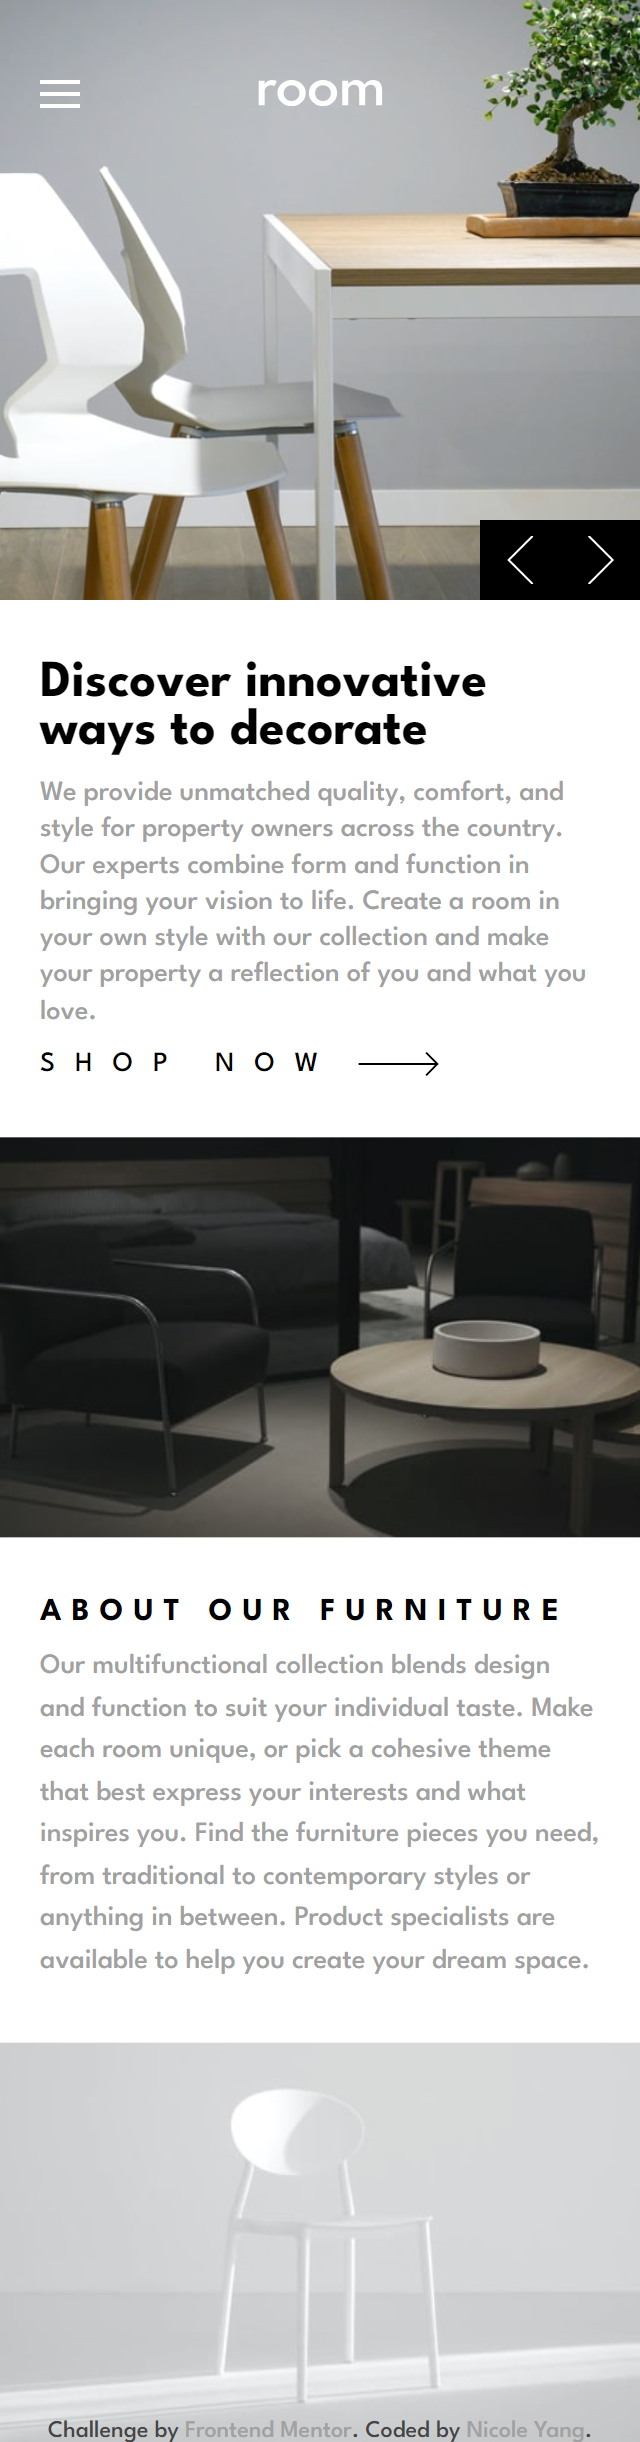 room
Discover innovative
ways to decorate
We provide unmatched quality, comfort, and
style for property owners across the country.
Our experts combine form and function in
bringing your vision to life. Create a room in
your own style with our collection and make
your property a reflection of you and what you
love.
SHOP NOW
ABOUT OUR FURNITURE
Our multifunctional collection blends design
and function to suit your individual taste. Make
each room unique, or pick a cohesive theme
that best express your interests and what
inspires you. Find the furniture pieces you need,
from traditional to contemporary styles or
anything in between. Product specialists are
available to help you create your dream space.
Challenge by Frontend Mentor. Coded by Nicole Yang.